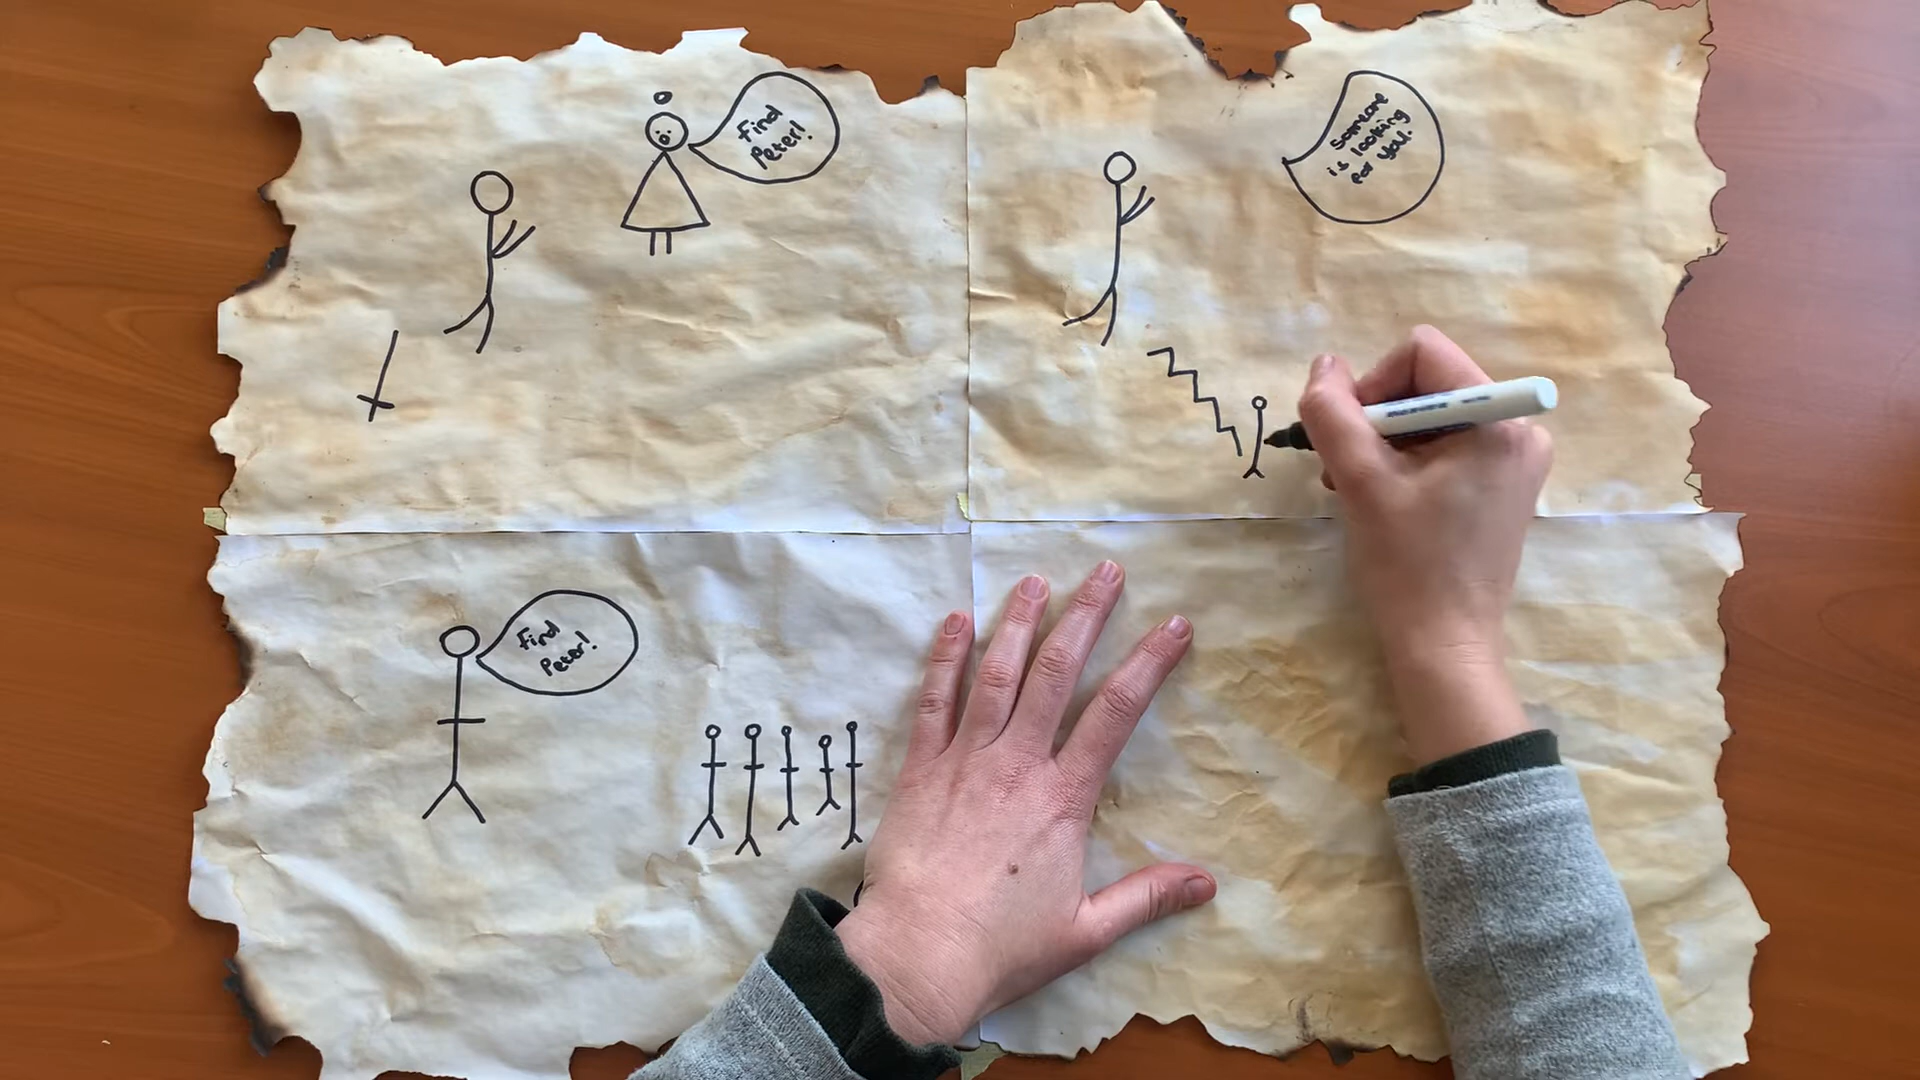 Find
Peter!
Someone
is looking
for you.
Find
Peter!